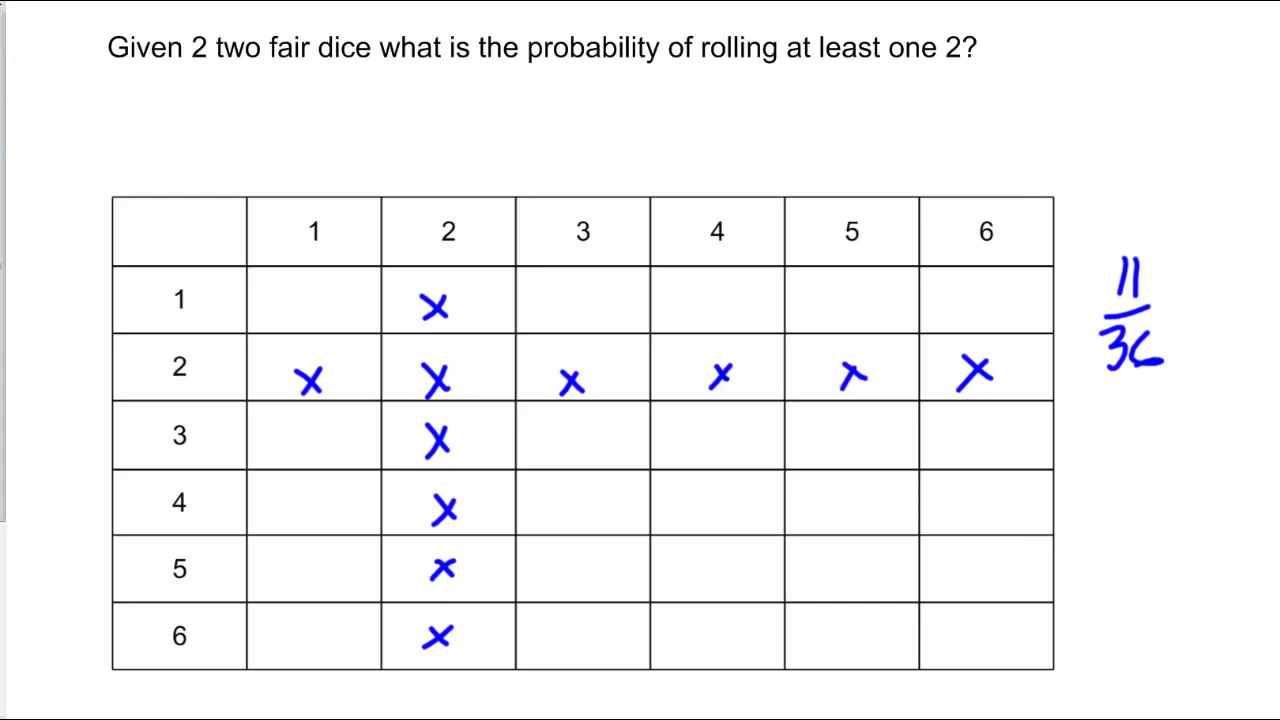 Given 2 two fair dice what is the probability of rolling at least one 2?
1 2 3 4 5 6
1 x
2 x x x x x x
3 x
4 x
5 x
6 x
11
36